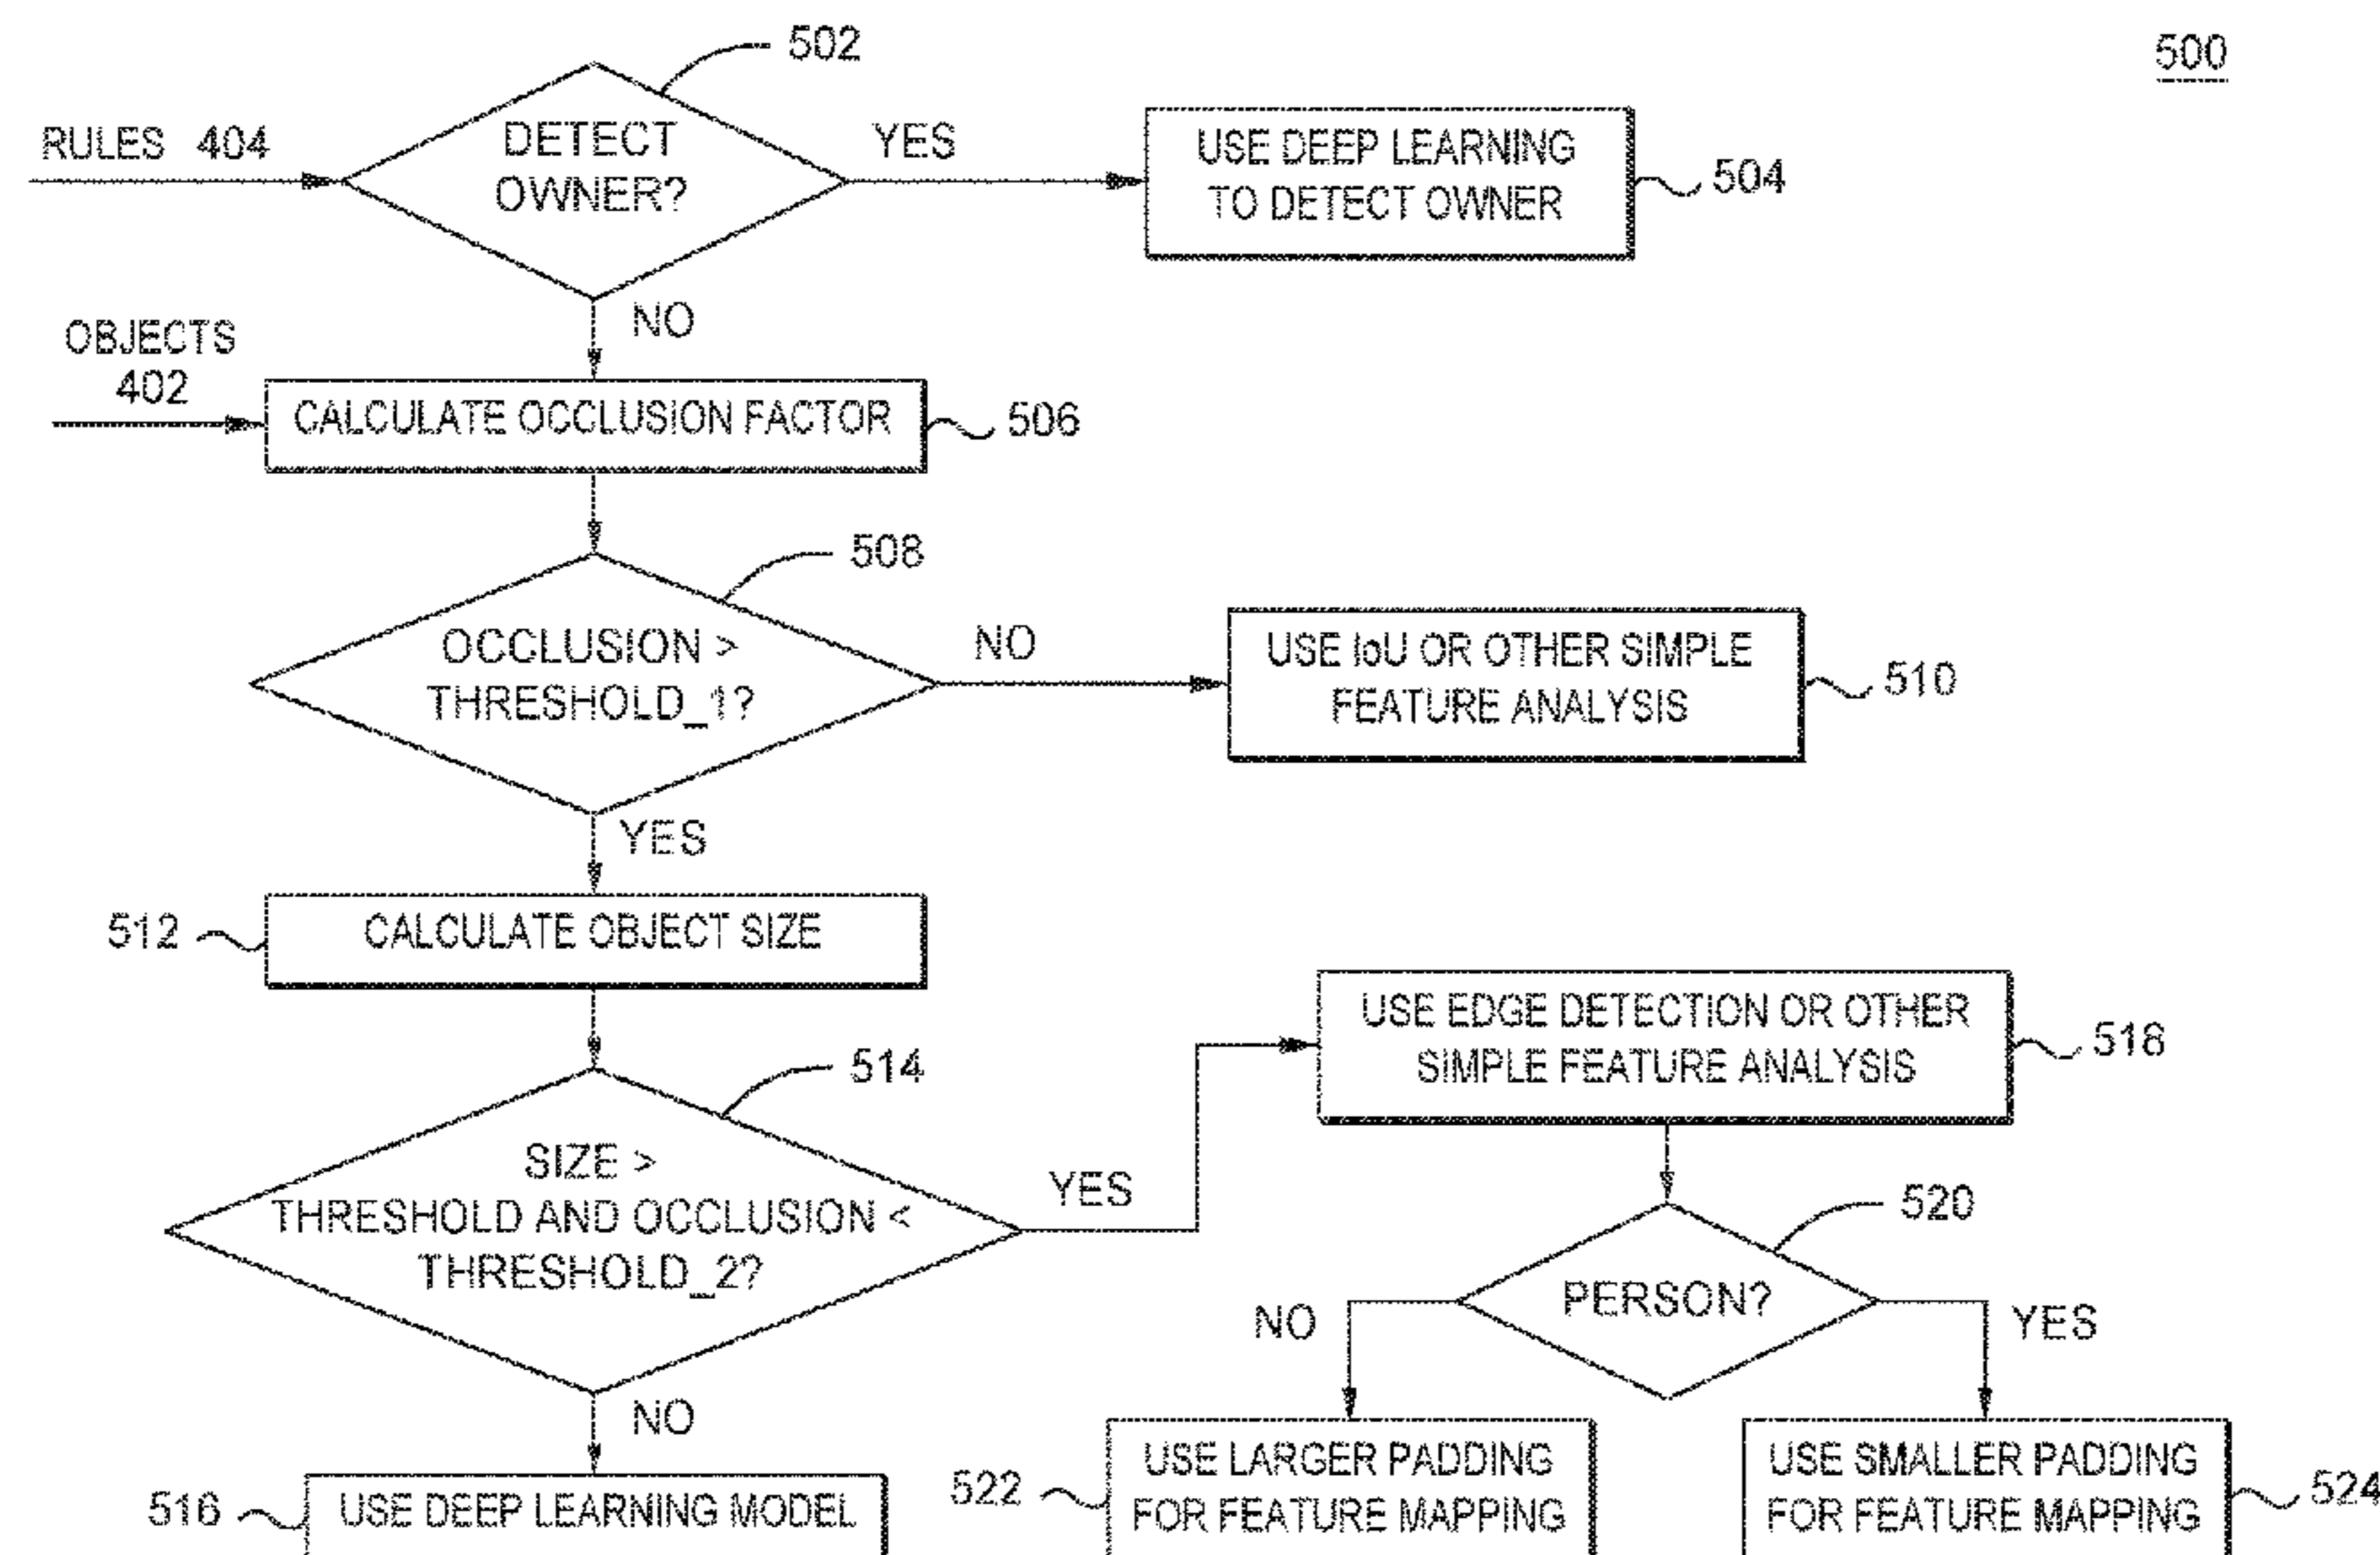 500
502
RULES 404
DETECT
OWNER?
YES
USE DEEP LEARNING
TO DETECT OWNER
504
NO
OBJECTS
402
CALCULATE OCCLUSION FACTOR
506
508
OCCLUSION >
THRESHOLD_1?
NO
USE IoU OR OTHER SIMPLE
FEATURE ANALYSIS
510
YES
512
CALCULATE OBJECT SIZE
514
SIZE >
THRESHOLD AND OCCLUSION <
THRESHOLD_2?
YES
USE EDGE DETECTION OR OTHER
SIMPLE FEATURE ANALYSIS
518
520
PERSON?
NO
YES
NO
516
USE DEEP LEARNING MODEL
522
USE LARGER PADDING
FOR FEATURE MAPPING
USE SMALLER PADDING
FOR FEATURE MAPPING
524